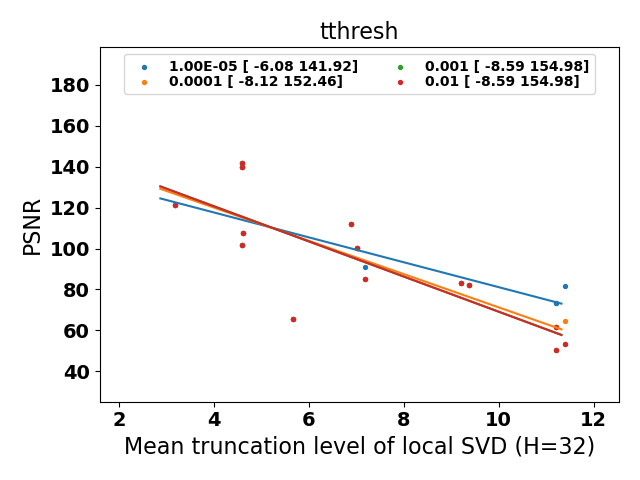 tthresh
1.00E-05 [ -6.08 141.92] 0.001 [ -8.59 154.98]
0.0001 [ -8.12 152.46] 0.01 [ -8.59 154.98]
180
160
140
120
100
80
60
40
PSNR
2 4 6 8 10 12
Mean truncation level of local SVD (H=32)